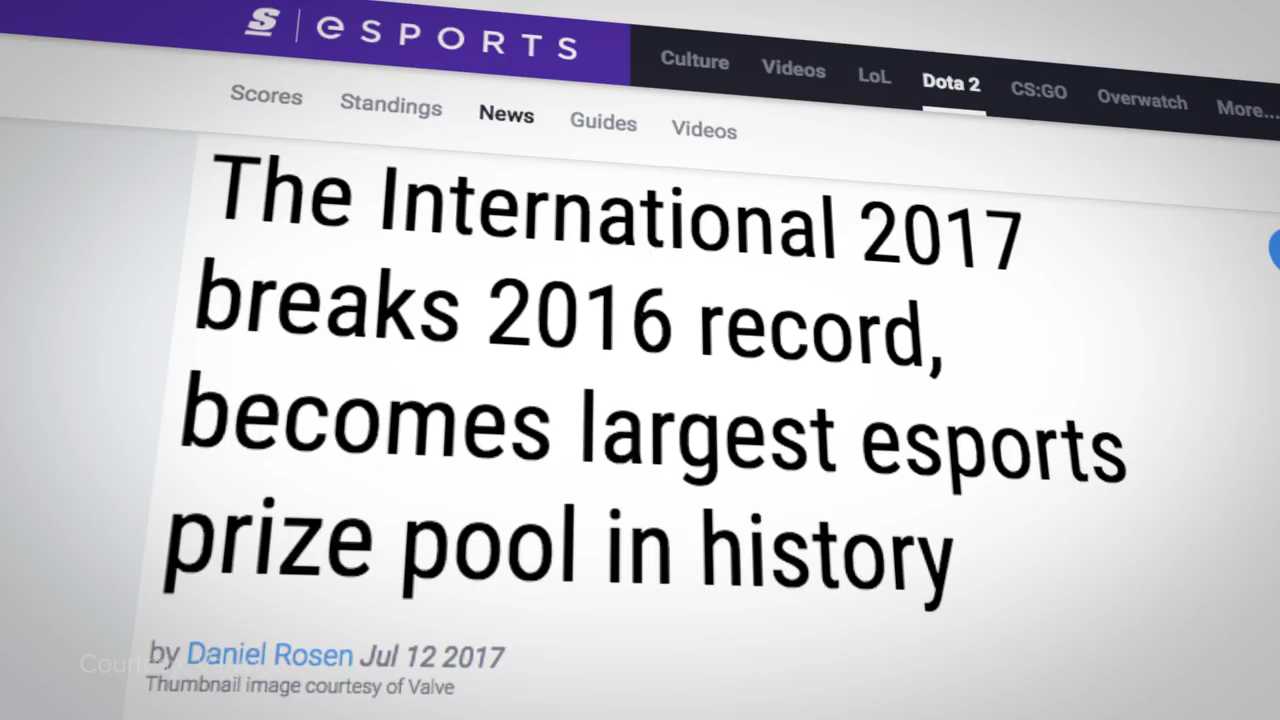 S | eSPORTS
Culture Videos LoL Dota 2 CS:GO Overwatch More...
Scores Standings News Guides Videos
The International 2017
breaks 2016 record,
becomes largest esports
prize pool in history
by Daniel Rosen Jul 12 2017
Thumbnail image courtesy of Valve